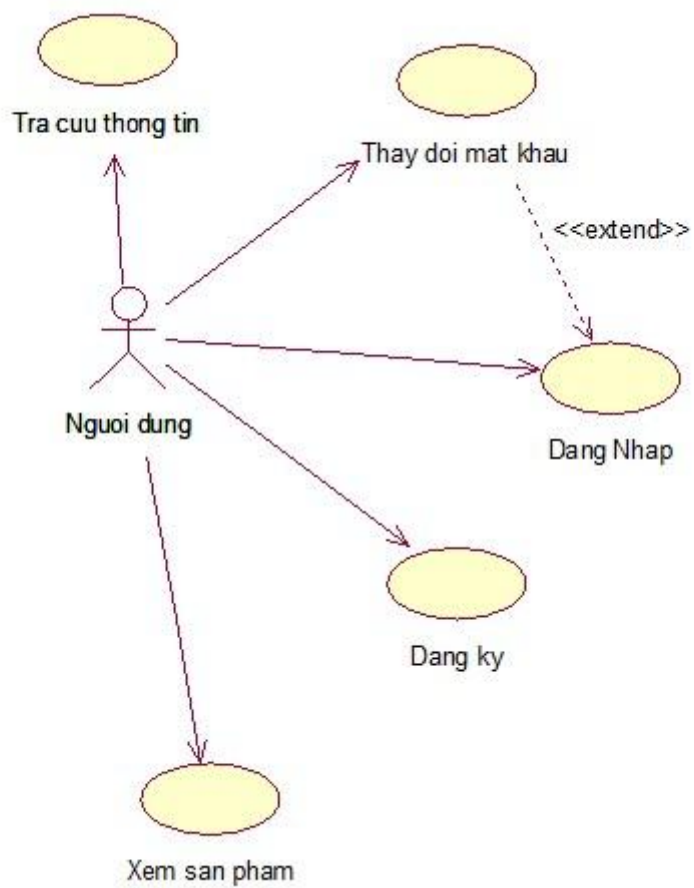 Tra cuu thong tin
Thay doi mat khau
<<extend>>
Nguoi dung
Dang Nhap
Dang ky
Xem san pham